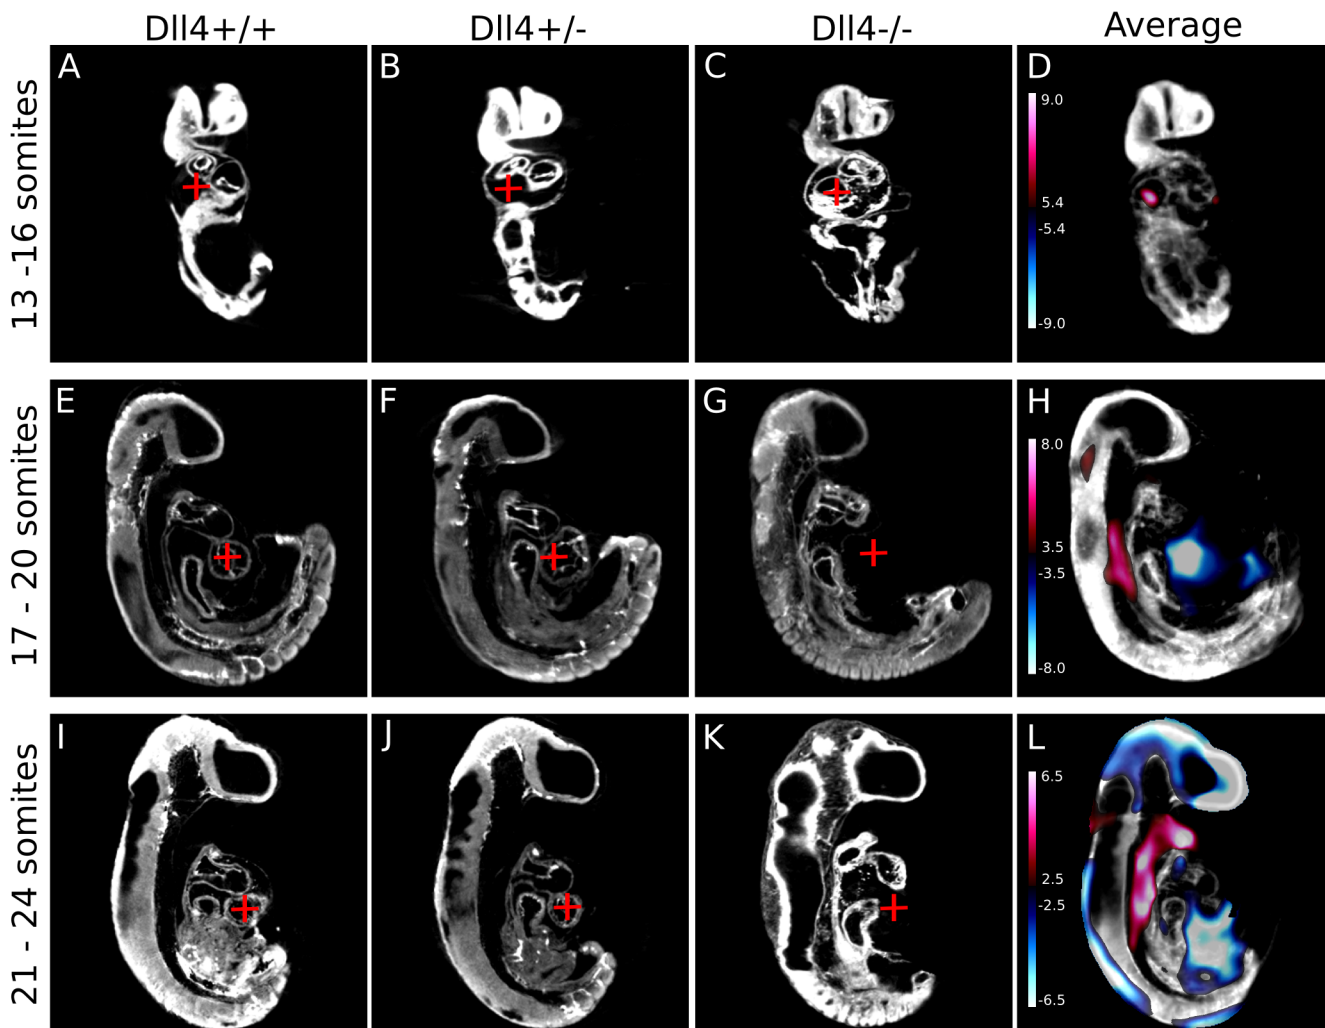 Dll4+/+ Dll4+/- Dll4-/- Average
13 -16 somites
A B C D
9.0
5.4
-5.4
-9.0
17 - 20 somites
E F G H
8.0
3.5
-3.5
-8.0
21 - 24 somites
I J K L
6.5
2.5
-2.5
-6.5